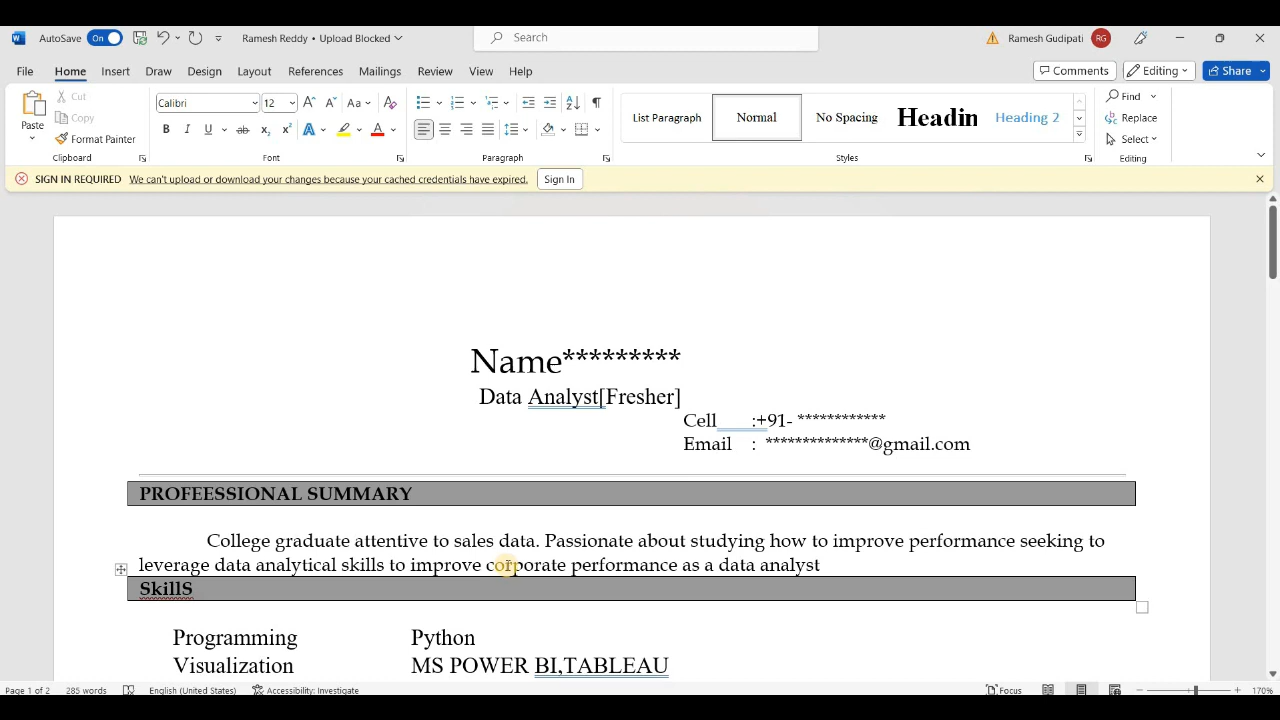 AutoSave On Ramesh Reddy • Upload Blocked Search Ramesh Gudipati RG
File Home Insert Draw Design Layout References Mailings Review View Help Comments Editing Share
Paste Cut Copy Format Painter Clipboard
Calibri 12 Aa B I U ab x₂ x² A A Font
Paragraph
List Paragraph Normal No Spacing Headin Heading 2 Styles
Find Replace Select Editing
SIGN IN REQUIRED We can't upload or download your changes because your cached credentials have expired. Sign In
Name*********
Data Analyst[Fresher]
Cell :+91- ************
Email : **************@gmail.com
PROFEESSIONAL SUMMARY
College graduate attentive to sales data. Passionate about studying how to improve performance seeking to
leverage data analytical skills to improve corporate performance as a data analyst
SkillS
Programming Python
Visualization MS POWER BI,TABLEAU
Page 1 of 2 285 words English (United States) Accessibility: Investigate Focus 170%